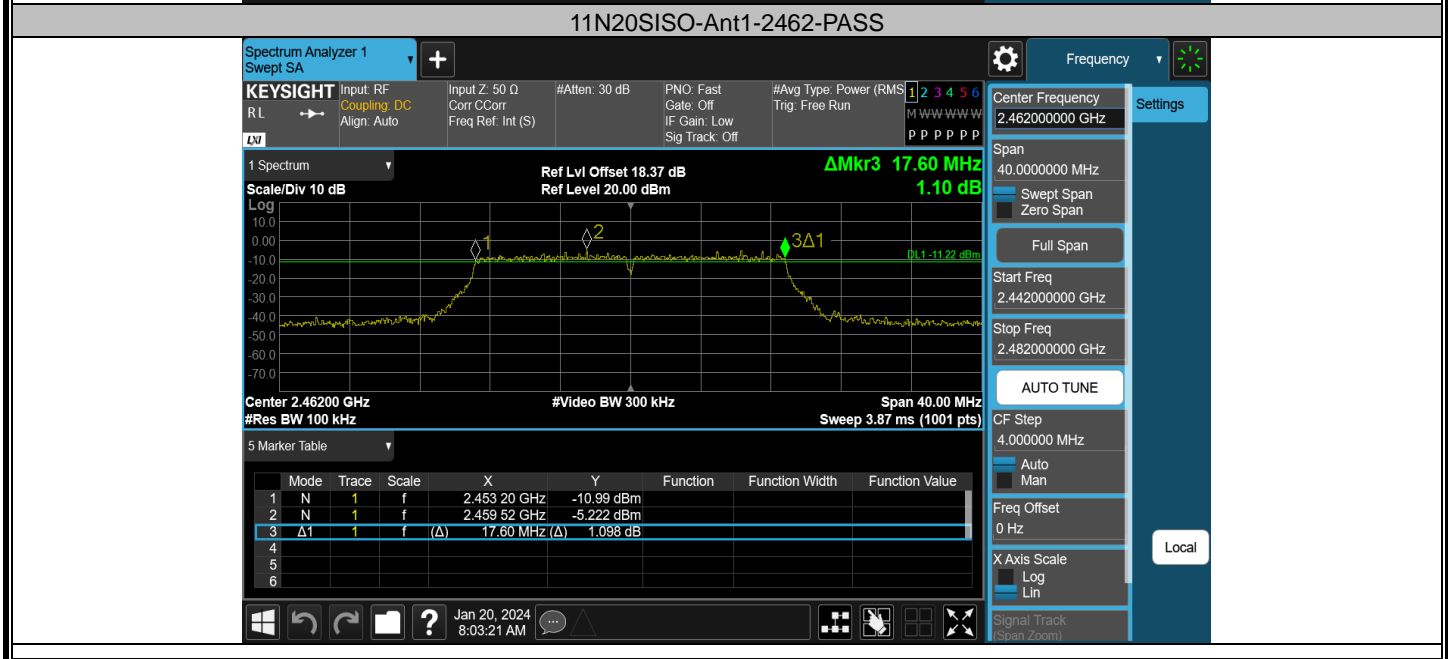 11N20SISO-Ant1-2462-PASS
Spectrum Analyzer 1
Swept SA
Frequency
KEYSIGHT
RL
LXI
Input: RF
Coupling: DC
Align: Auto
Input Z: 50 Ω
Corr CCorr
Freq Ref: Int (S)
#Atten: 30 dB
PNO: Fast
Gate: Off
IF Gain: Low
Sig Track: Off
#Avg Type: Power (RMS
Trig: Free Run
1 2 3 4 5 6
M W W W W W
P P P P P P
1 Spectrum
Scale/Div 10 dB
Ref Lvl Offset 18.37 dB
Ref Level 20.00 dBm
ΔMkr3 17.60 MHz
1.10 dB
Log
10.0
0.00
-10.0
-20.0
-30.0
-40.0
-50.0
-60.0
-70.0
1
2
3Δ1
DL1 -11.22 dBm
Center 2.46200 GHz
#Video BW 300 kHz
Span 40.00 MHz
#Res BW 100 kHz
Sweep 3.87 ms (1001 pts)
5 Marker Table
Mode Trace Scale X Y Function Function Width Function Value
1 N 1 f 2.453 20 GHz -10.99 dBm
2 N 1 f 2.459 52 GHz -5.222 dBm
3 Δ1 1 f (Δ) 17.60 MHz (Δ) 1.098 dB
4
5
6
Jan 20, 2024
8:03:21 AM
Center Frequency
2.462000000 GHz
Settings
Span
40.0000000 MHz
Swept Span
Zero Span
Full Span
Start Freq
2.442000000 GHz
Stop Freq
2.482000000 GHz
AUTO TUNE
CF Step
4.000000 MHz
Auto
Man
Freq Offset
0 Hz
X Axis Scale
Log
Lin
Local
Signal Track
(Span Zoom)